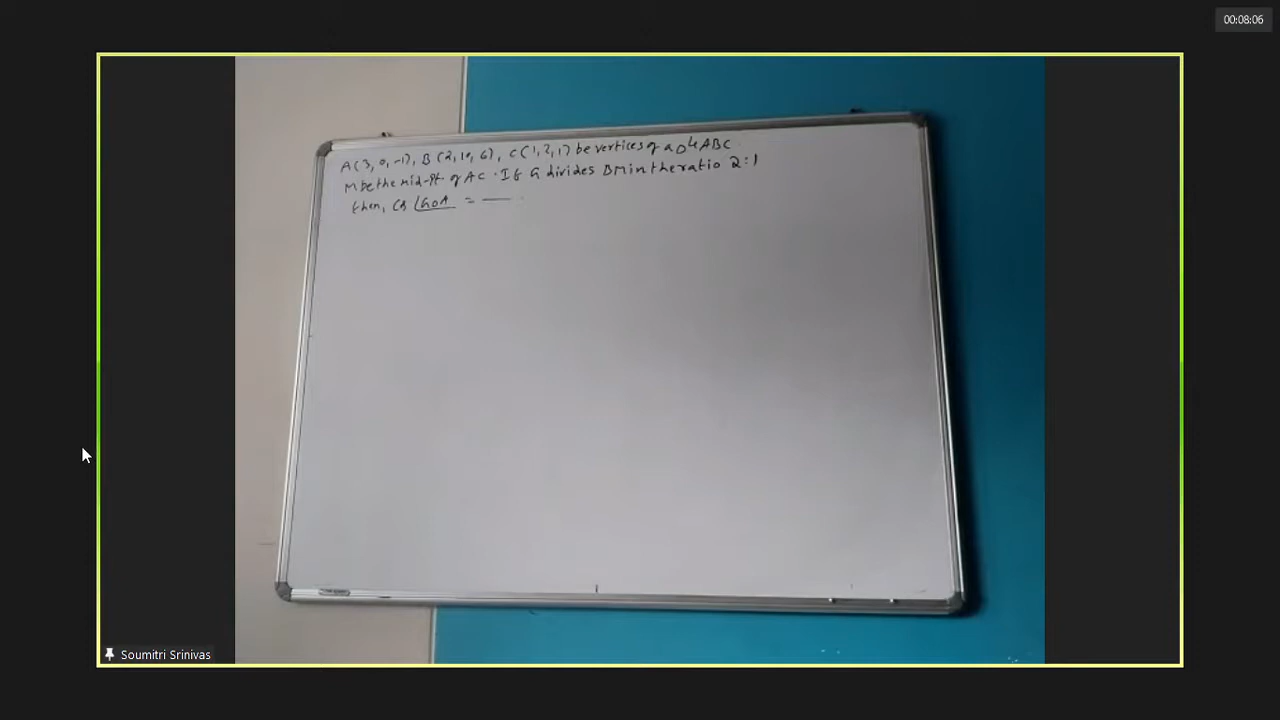 00:08:06
A(3, 0, -1), B(2, 10, 6), C(1, 2, 1) be vertices of a Δle ABC
M be the mid-pt of AC. If G divides BM in the ratio 2:1
then, cos ∠GOA = ——.
Soumitri Srinivas